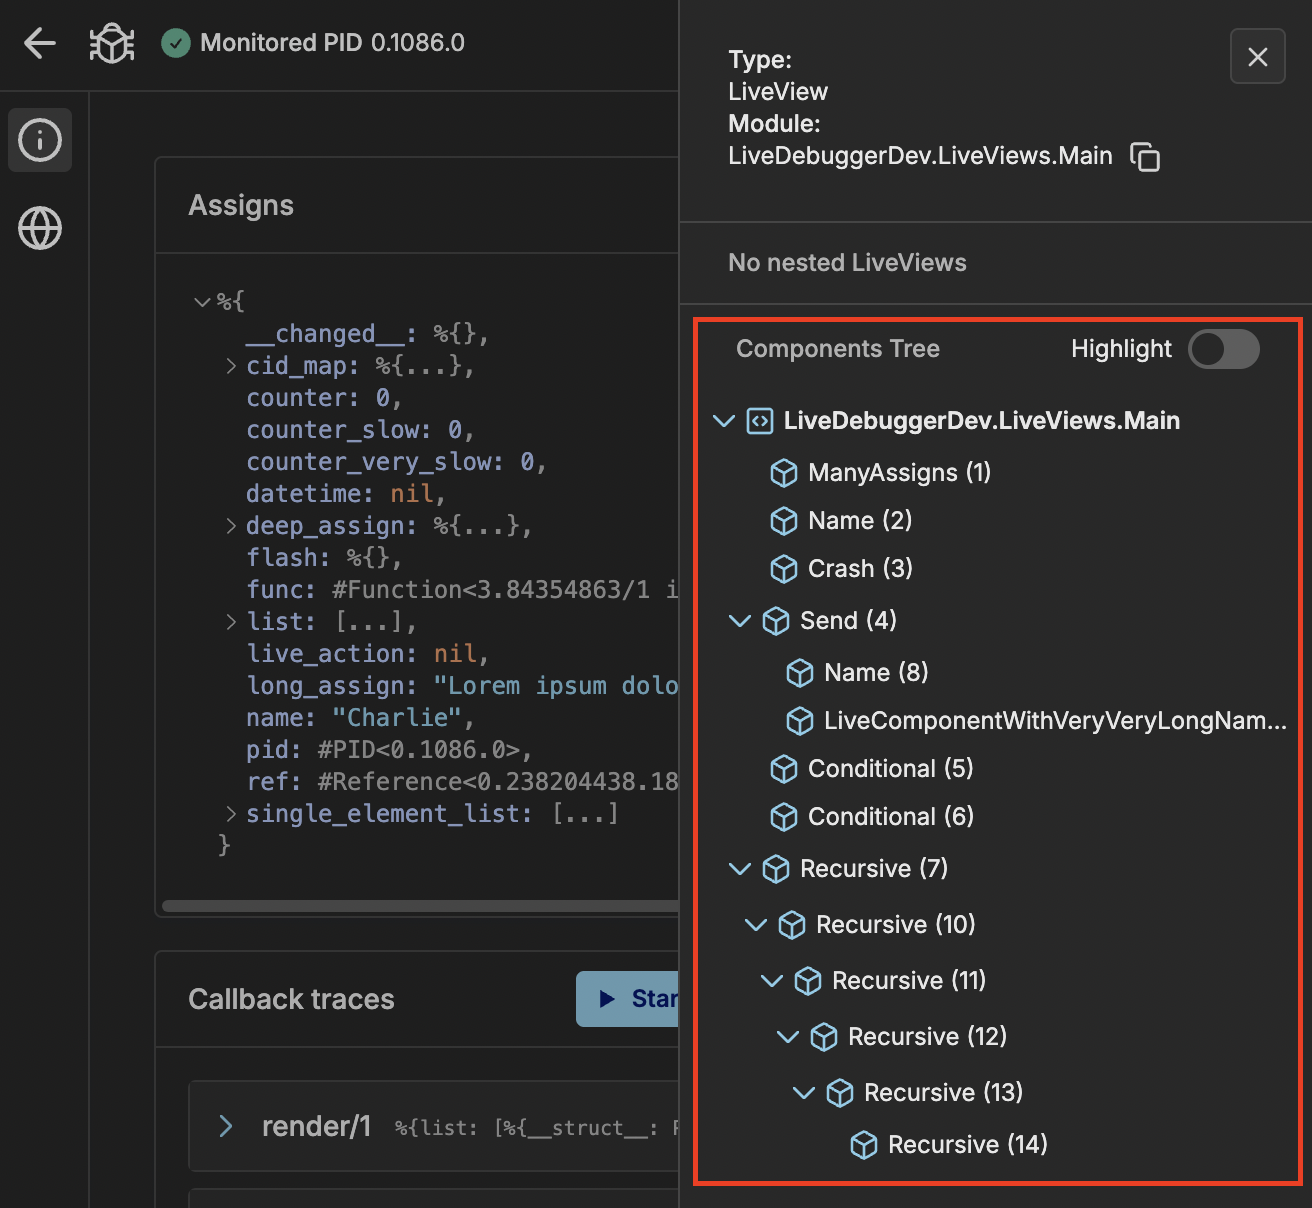 Monitored PID 0.1086.0
Type:
LiveView
Module:
LiveDebuggerDev.LiveViews.Main
No nested LiveViews
Assigns
%{
__changed__: %{},
cid_map: %{...},
counter: 0,
counter_slow: 0,
counter_very_slow: 0,
datetime: nil,
deep_assign: %{...},
flash: %{},
func: #Function<3.84354863/1 i
list: [...],
live_action: nil,
long_assign: "Lorem ipsum dolo
name: "Charlie",
pid: #PID<0.1086.0>,
ref: #Reference<0.238204438.18
single_element_list: [...]
}
Callback traces
Star
render/1 %{list: [%{__struct__:
Components Tree
Highlight
LiveDebuggerDev.LiveViews.Main
ManyAssigns (1)
Name (2)
Crash (3)
Send (4)
Name (8)
LiveComponentWithVeryVeryLongNam...
Conditional (5)
Conditional (6)
Recursive (7)
Recursive (10)
Recursive (11)
Recursive (12)
Recursive (13)
Recursive (14)